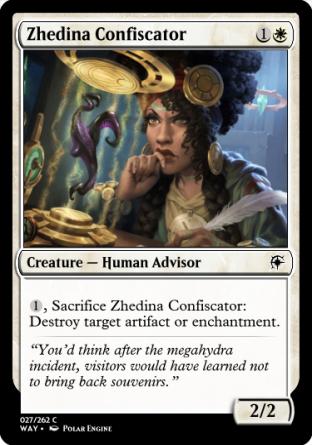 Zhedina Confiscator 1
Creature — Human Advisor
1, Sacrifice Zhedina Confiscator:
Destroy target artifact or enchantment.
“You’d think after the megahydra
incident, visitors would have learned not
to bring back souvenirs.”
2/2
027/262 C
WAY • Polar Engine